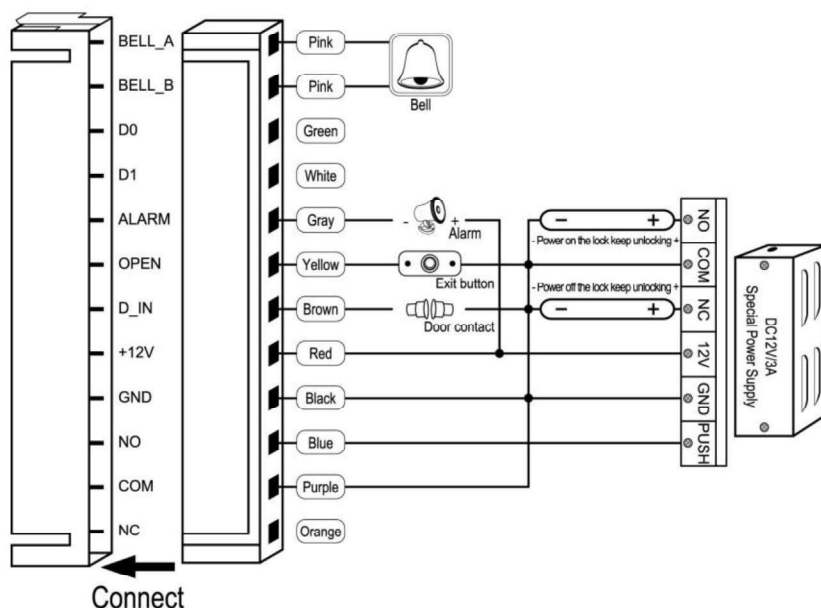 BELL_A
Pink
BELL_B
Pink
Bell
D0
Green
D1
White
ALARM
Gray
-
+
Alarm
-
+
NO
- Power on the lock keep unlocking +
OPEN
Yellow
Exit button
COM
- Power off the lock keep unlocking +
D_IN
Brown
Door contact
-
+
NC
+12V
Red
12V
GND
Black
GND
NO
Blue
PUSH
COM
Purple
NC
Orange
DC12V/3A
Special Power Supply
Connect